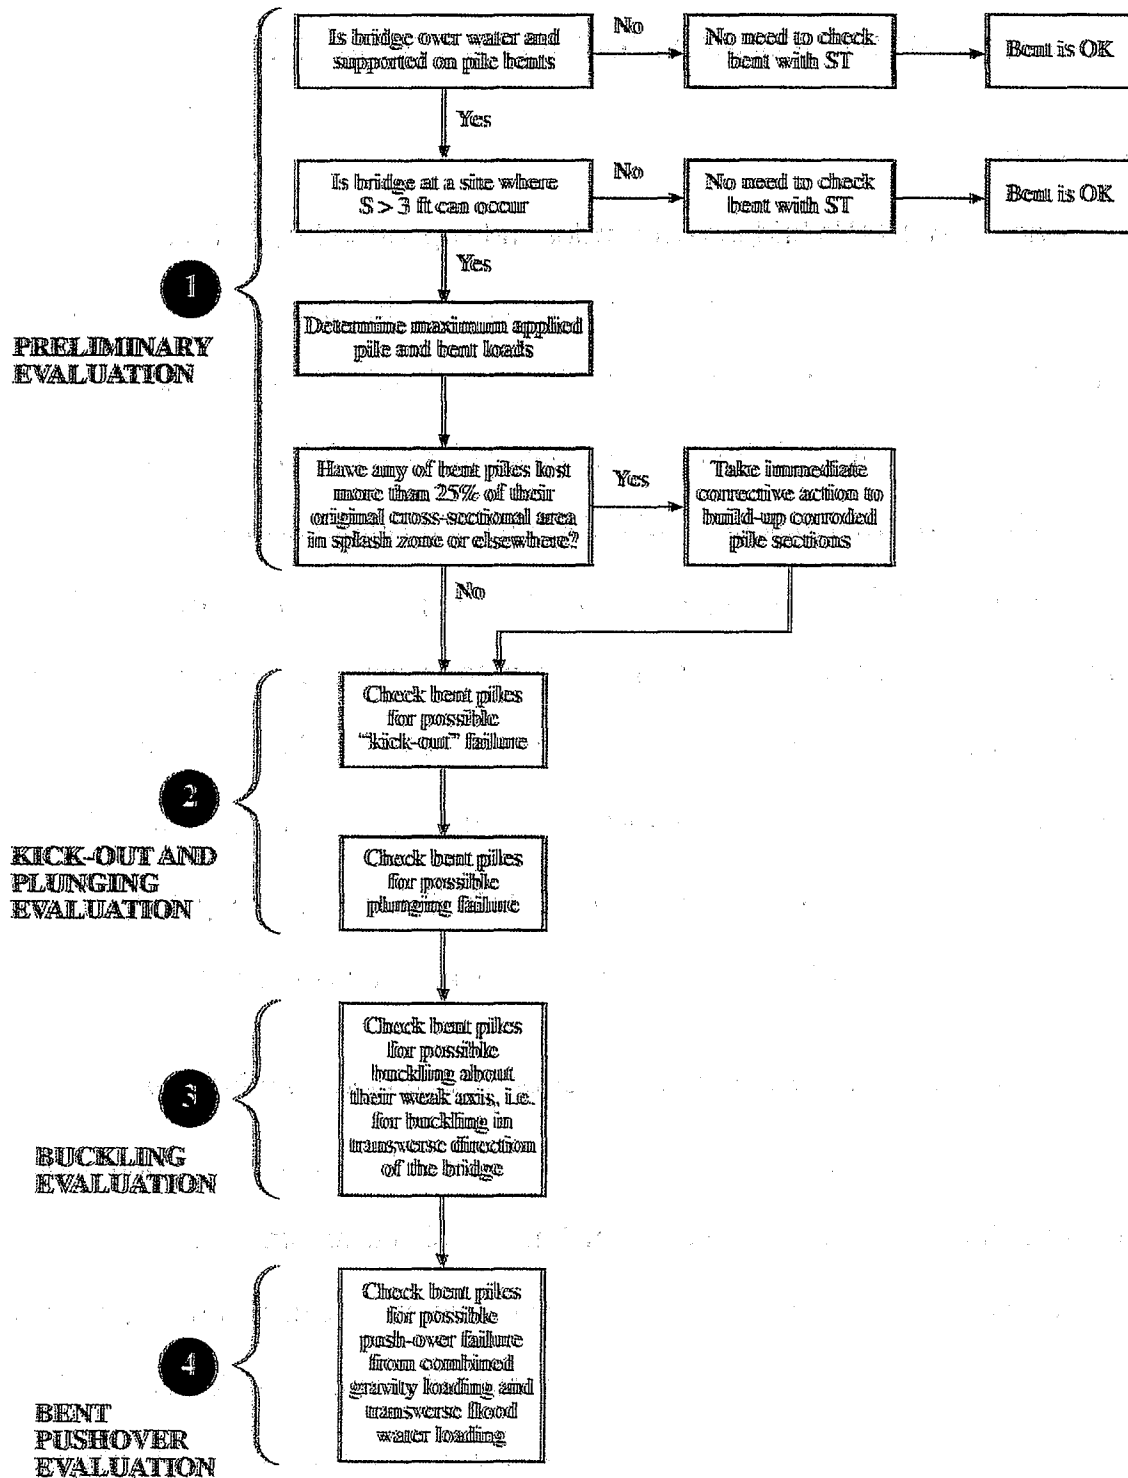 Is bridge over water and
supported on pile bents
No
No need to check
bent with ST
Bent is OK
Yes
Is bridge at a site where
S > 3 ft can occur
No
No need to check
bent with ST
Bent is OK
Yes
1
PRELIMINARY
EVALUATION
Determine maximum applied
pile and bent loads
Have any of bent piles lost
more than 25% of their
original cross-sectional area
in splash zone or elsewhere?
Yes
Take immediate
corrective action to
build-up corroded
pile sections
No
Check bent piles
for possible
"kick-out" failure
2
KICK-OUT AND
PLUNGING
EVALUATION
Check bent piles
for possible
plunging failure
3
BUCKLING
EVALUATION
Check bent piles
for possible
buckling about
their weak axis, i.e.
for buckling in
transverse direction
of the bridge
4
BENT
PUSHOVER
EVALUATION
Check bent piles
for possible
push-over failure
from combined
gravity loading and
transverse flood
water loading